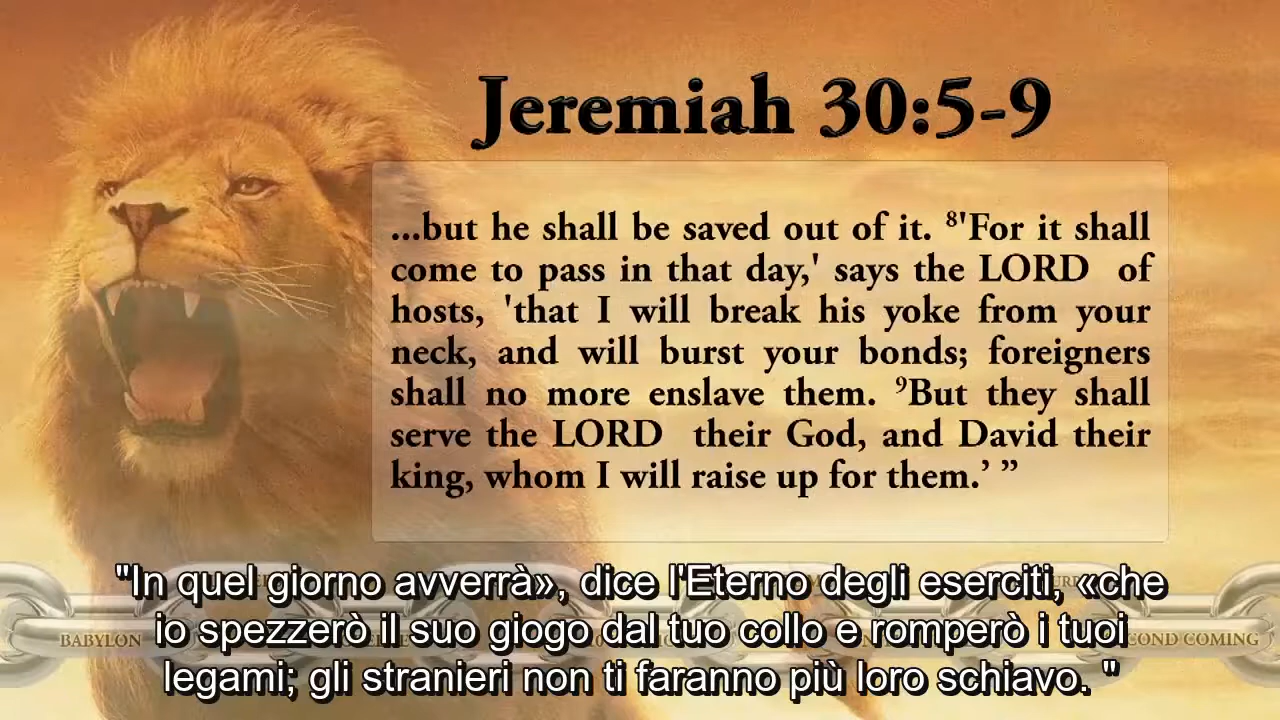 Jeremiah 30:5-9
...but he shall be saved out of it. ⁸'For it shall
come to pass in that day,' says the LORD of
hosts, 'that I will break his yoke from your
neck, and will burst your bonds; foreigners
shall no more enslave them. ⁹But they shall
serve the LORD their God, and David their
king, whom I will raise up for them.’ ”
"In quel giorno avverrà», dice l'Eterno degli eserciti, «che
io spezzerò il suo giogo dal tuo collo e romperò i tuoi
legami; gli stranieri non ti faranno più loro schiavo. "
BABYLON
COMING